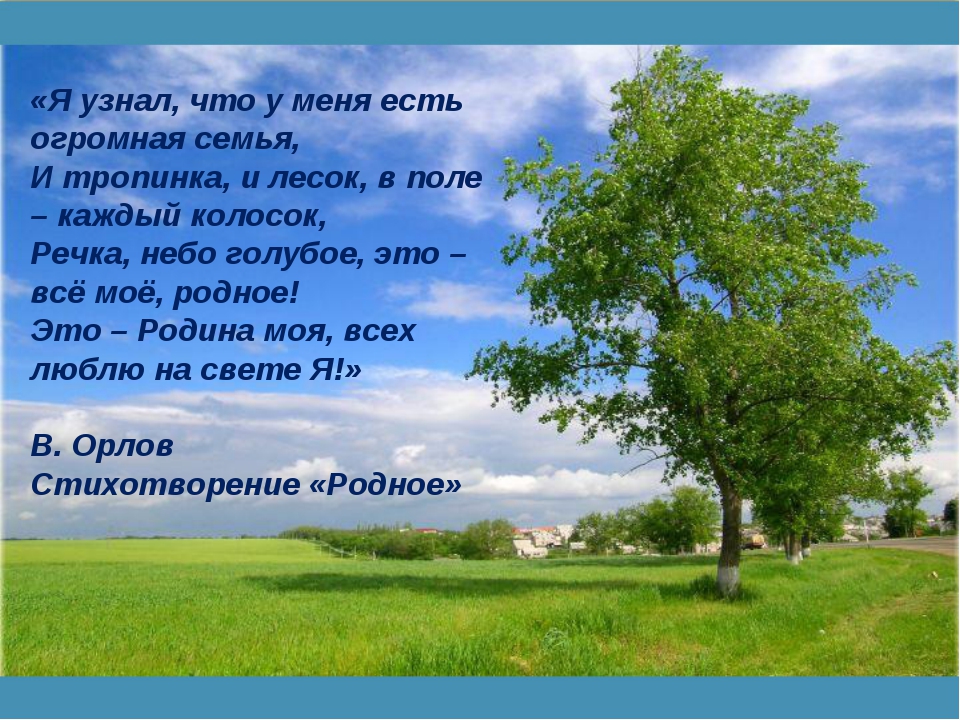 «Я узнал, что у меня есть
огромная семья,
И тропинка, и лесок, в поле
– каждый колосок,
Речка, небо голубое, это –
всё моё, родное!
Это – Родина моя, всех
люблю на свете Я!»
В. Орлов
Стихотворение «Родное»